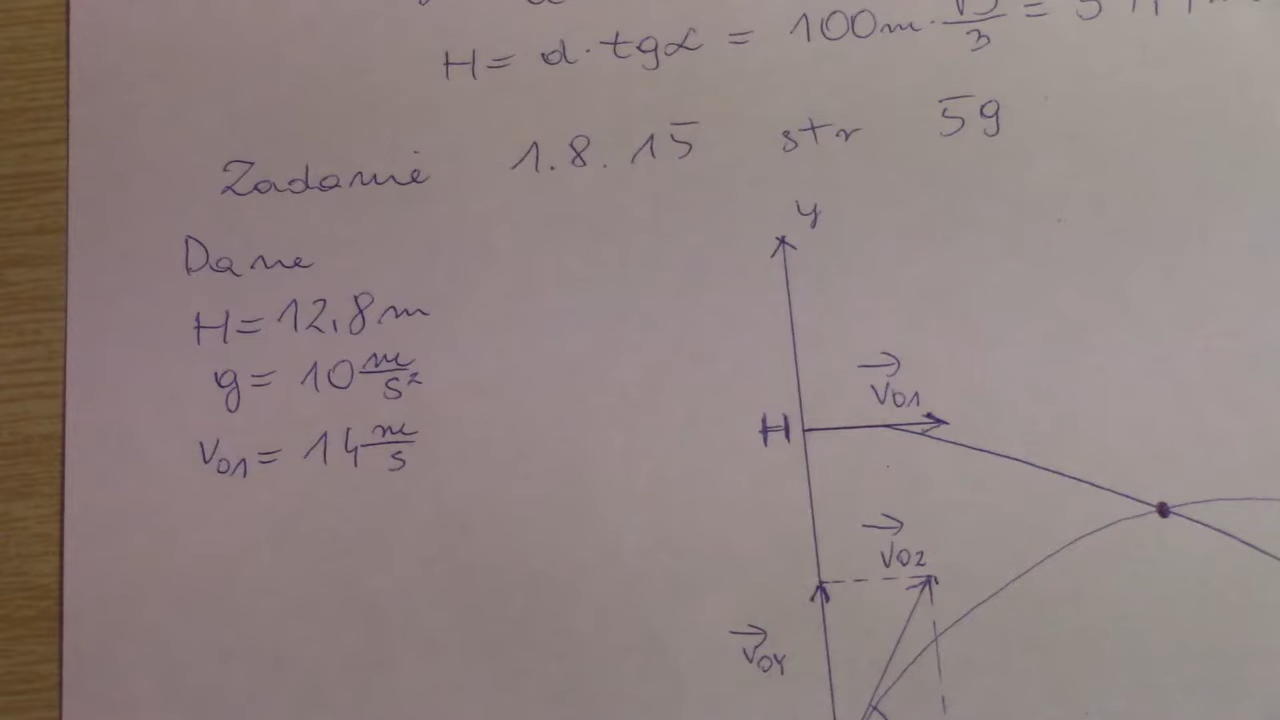 H = d · tgα = 100m · √3/3 =
Zadanie 1.8.15 str 59
Dane
H = 12,8m
g = 10 m/s²
V01 = 14 m/s
y
V01
H
V02
V0Y